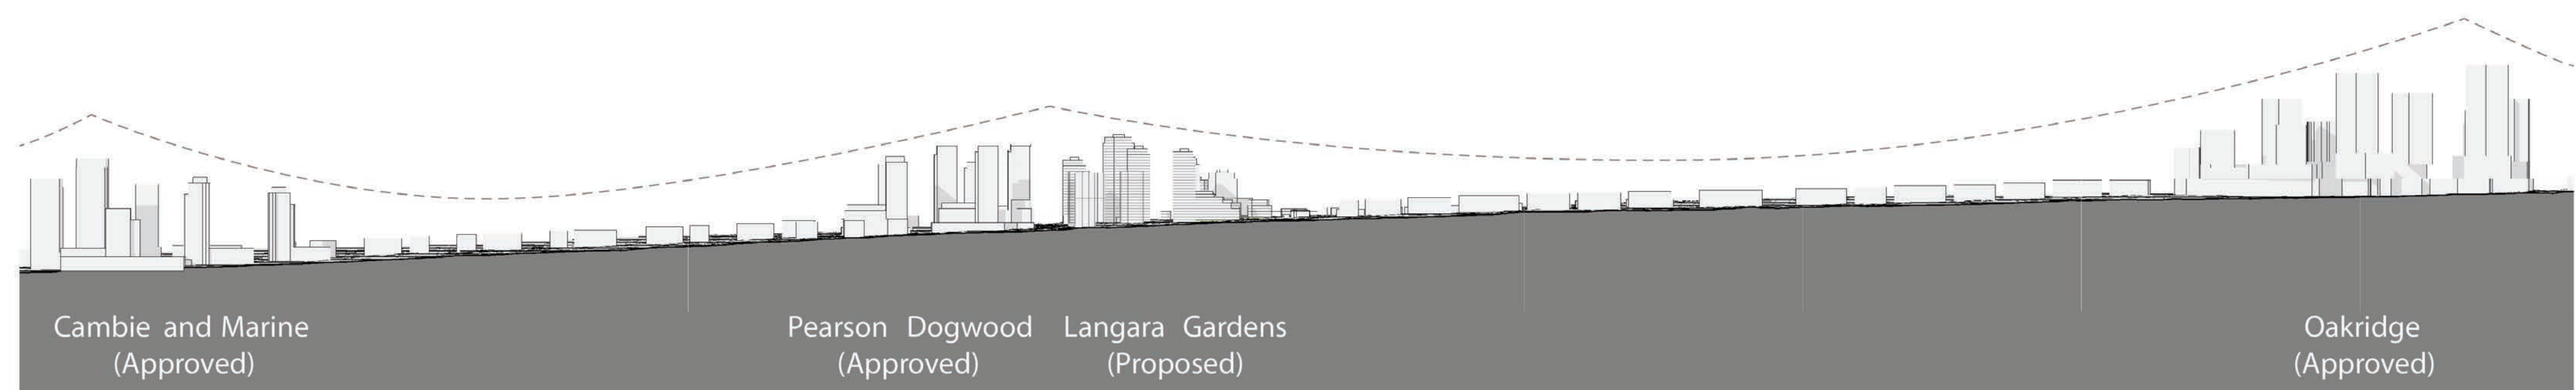 Cambie and Marine
(Approved)
Pearson Dogwood
(Approved)
Langara Gardens
(Proposed)
Oakridge
(Approved)